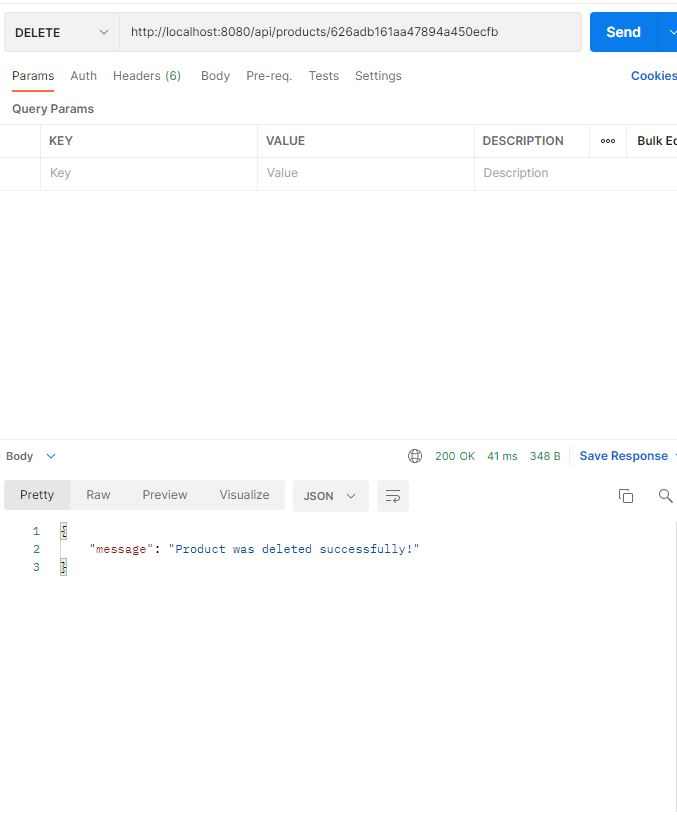 DELETE http://localhost:8080/api/products/626adb161aa47894a450ecfb Send
Params Auth Headers (6) Body Pre-req. Tests Settings Cookies
Query Params
KEY VALUE DESCRIPTION ooo Bulk Ec
Key Value Description
Body 200 OK 41 ms 348 B Save Response
Pretty Raw Preview Visualize JSON
1 {
2 "message": "Product was deleted successfully!"
3 }